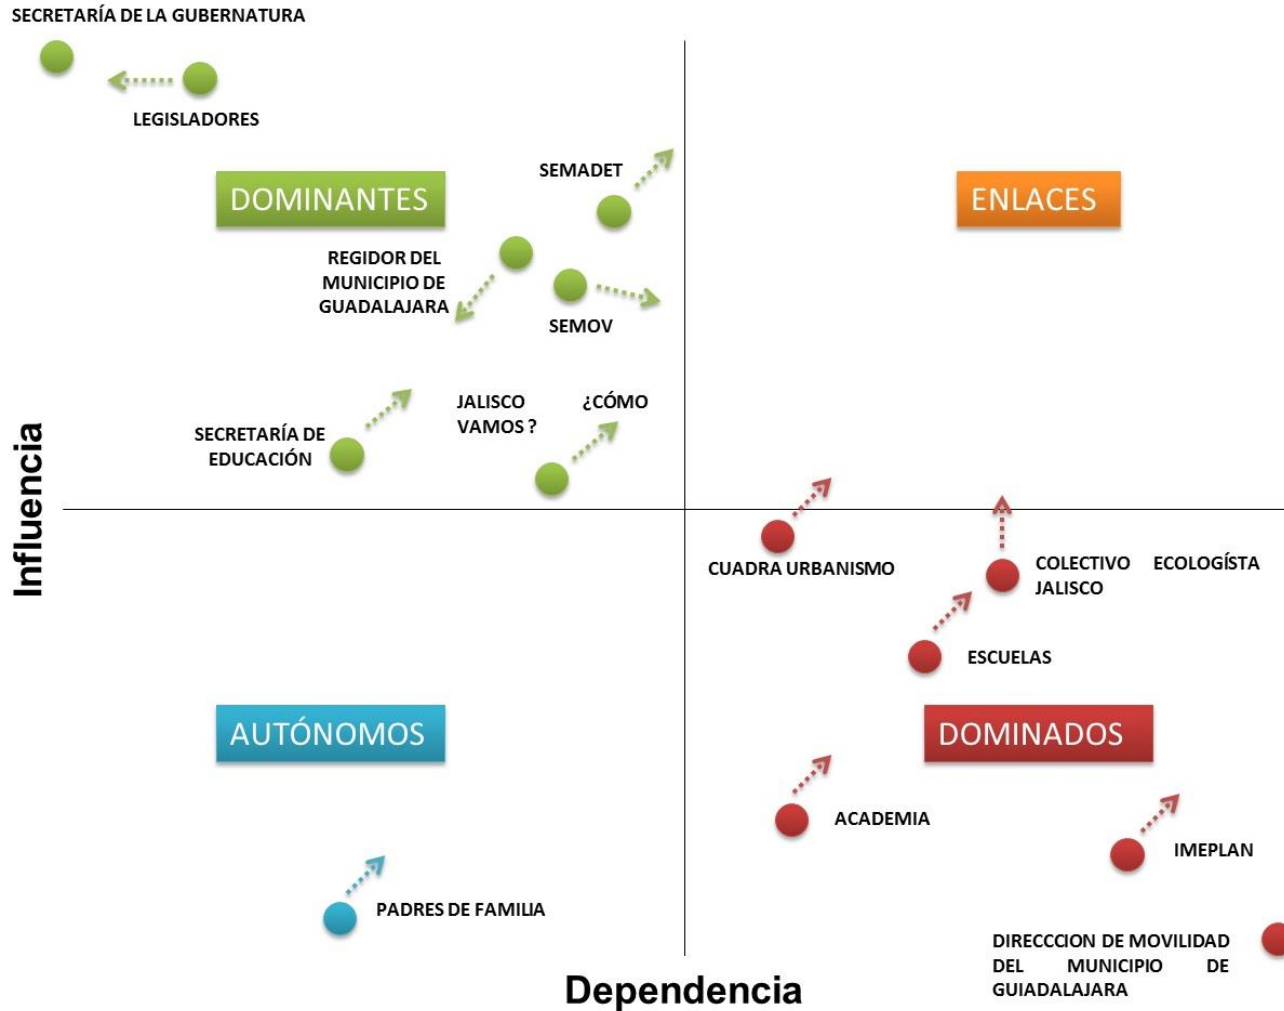 SECRETARÍA DE LA GUBERNATURA
LEGISLADORES
SEMADET
DOMINANTES
ENLACES
REGIDOR DEL
MUNICIPIO DE
GUADALAJARA
SEMOV
JALISCO ¿CÓMO
VAMOS ?
SECRETARÍA DE
EDUCACIÓN
Influencia
CUADRA URBANISMO
COLECTIVO ECOLOGÍSTA
JALISCO
ESCUELAS
AUTÓNOMOS
DOMINADOS
ACADEMIA
IMEPLAN
PADRES DE FAMILIA
DIRECCCION DE MOVILIDAD
DEL MUNICIPIO DE
GUIADALAJARA
Dependencia